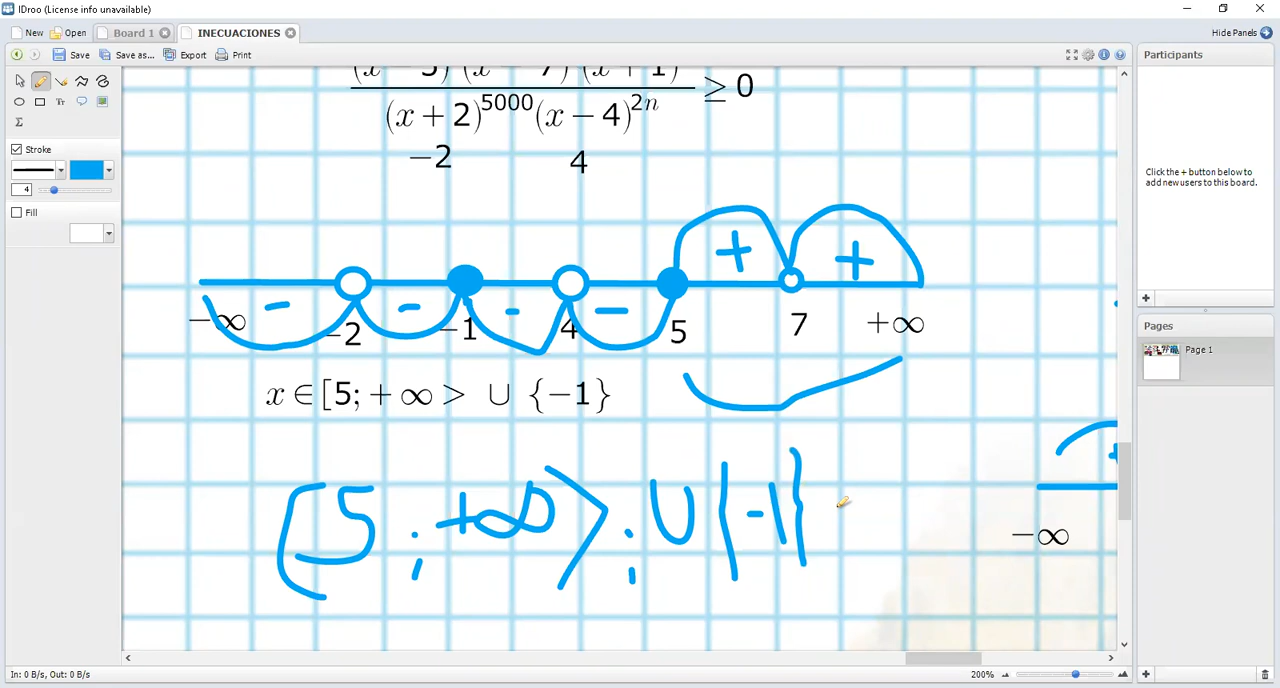 IDroo (License info unavailable)
New Open Board 1 INECUACIONES Hide Panels
Save Save as... Export Print
Participants
Click the + button below to add new users to this board.
Stroke
4
Fill
Tr
Σ
(x + 2)^5000 (x − 4)^2n ≥ 0
−2 4
+ +
- - - -
−∞ −2 −1 4 5 7 +∞
x ∈ [5; +∞ > ∪ {−1}
[5 ; +∞> ; U {-1}
−∞
Pages
Page 1
In: 0 B/s, Out: 0 B/s 200%